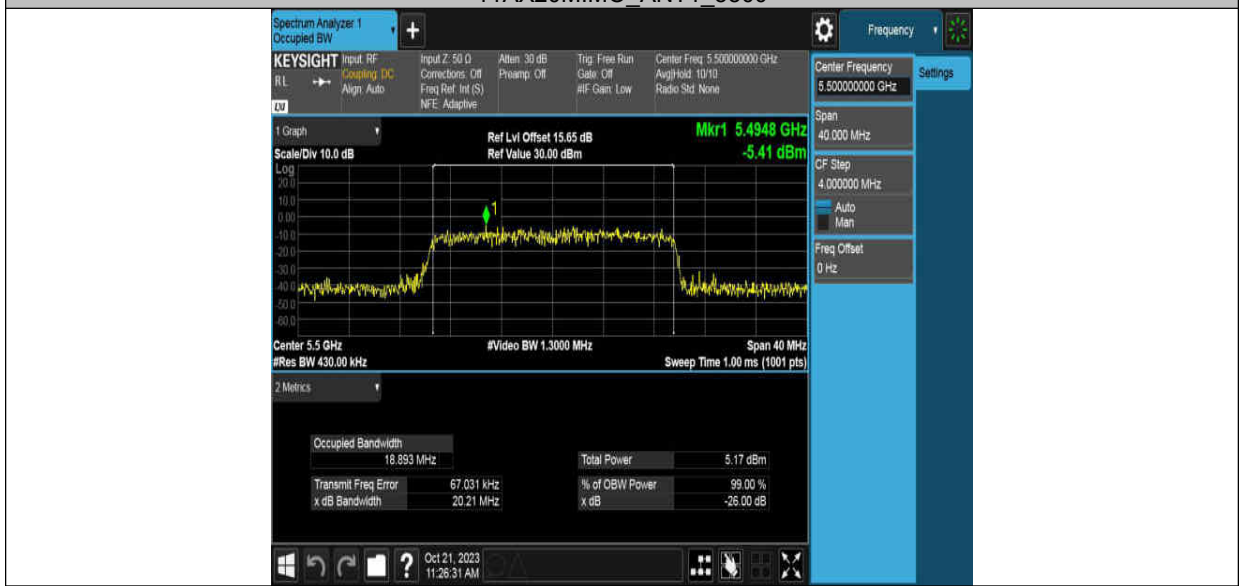 Spectrum Analyzer 1
Occupied BW
+
Frequency
KEYSIGHT
RL
LXI
Input: RF
Coupling: DC
Align: Auto
Input Z: 50 Ω
Corrections: Off
Freq Ref: Int (S)
NFE: Adaptive
Atten: 30 dB
Preamp: Off
Trig: Free Run
Gate: Off
#IF Gain: Low
Center Freq: 5.500000000 GHz
Avg|Hold: 10/10
Radio Std: None
Center Frequency
5.500000000 GHz
Settings
Span
40.000 MHz
CF Step
4.000000 MHz
Auto
Man
Freq Offset
0 Hz
1 Graph
Ref Lvl Offset 15.65 dB
Mkr1 5.4948 GHz
Scale/Div 10.0 dB
Ref Value 30.00 dBm
-5.41 dBm
Log
20.0
10.0
0.00
-10.0
-20.0
-30.0
-40.0
-50.0
-60.0
1
Center 5.5 GHz
#Video BW 1.3000 MHz
Span 40 MHz
#Res BW 430.00 kHz
Sweep Time 1.00 ms (1001 pts)
2 Metrics
Occupied Bandwidth
18.893 MHz
Total Power 5.17 dBm
Transmit Freq Error 67.031 kHz
% of OBW Power 99.00 %
x dB Bandwidth 20.21 MHz
x dB -26.00 dB
?
Oct 21, 2023
11:26:31 AM